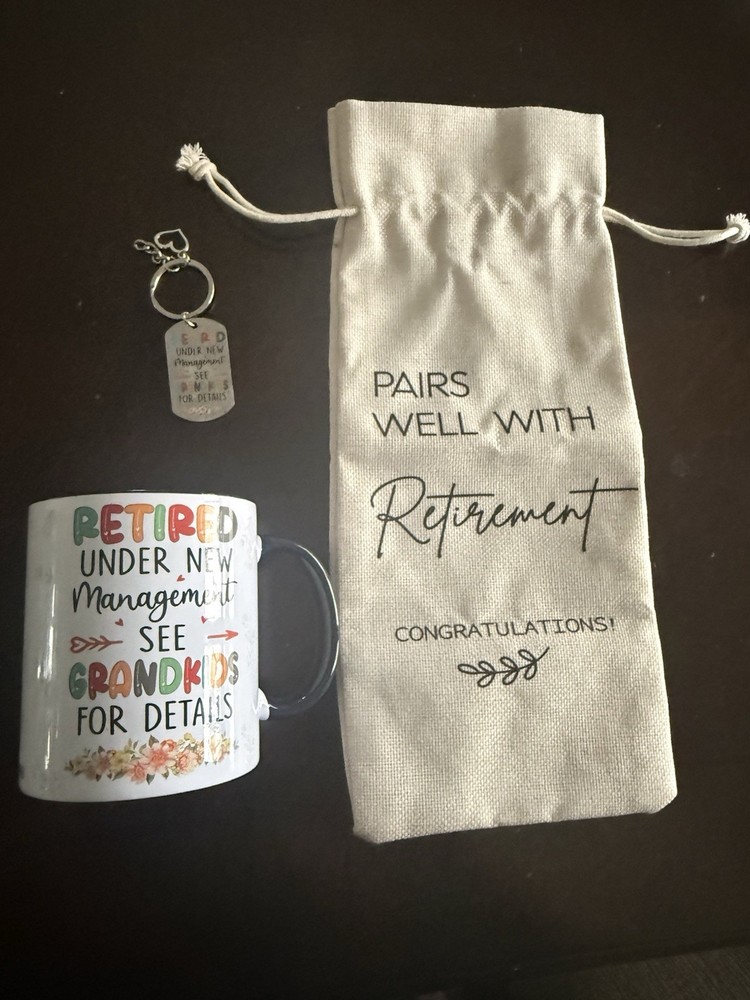 E R D
UNDER NEW
Management
SEE
FOR DETAILS
PAIRS
WELL WITH
Retirement
CONGRATULATIONS!
RETIRED
UNDER NEW
Management
SEE
GRANDKIDS
FOR DETAILS